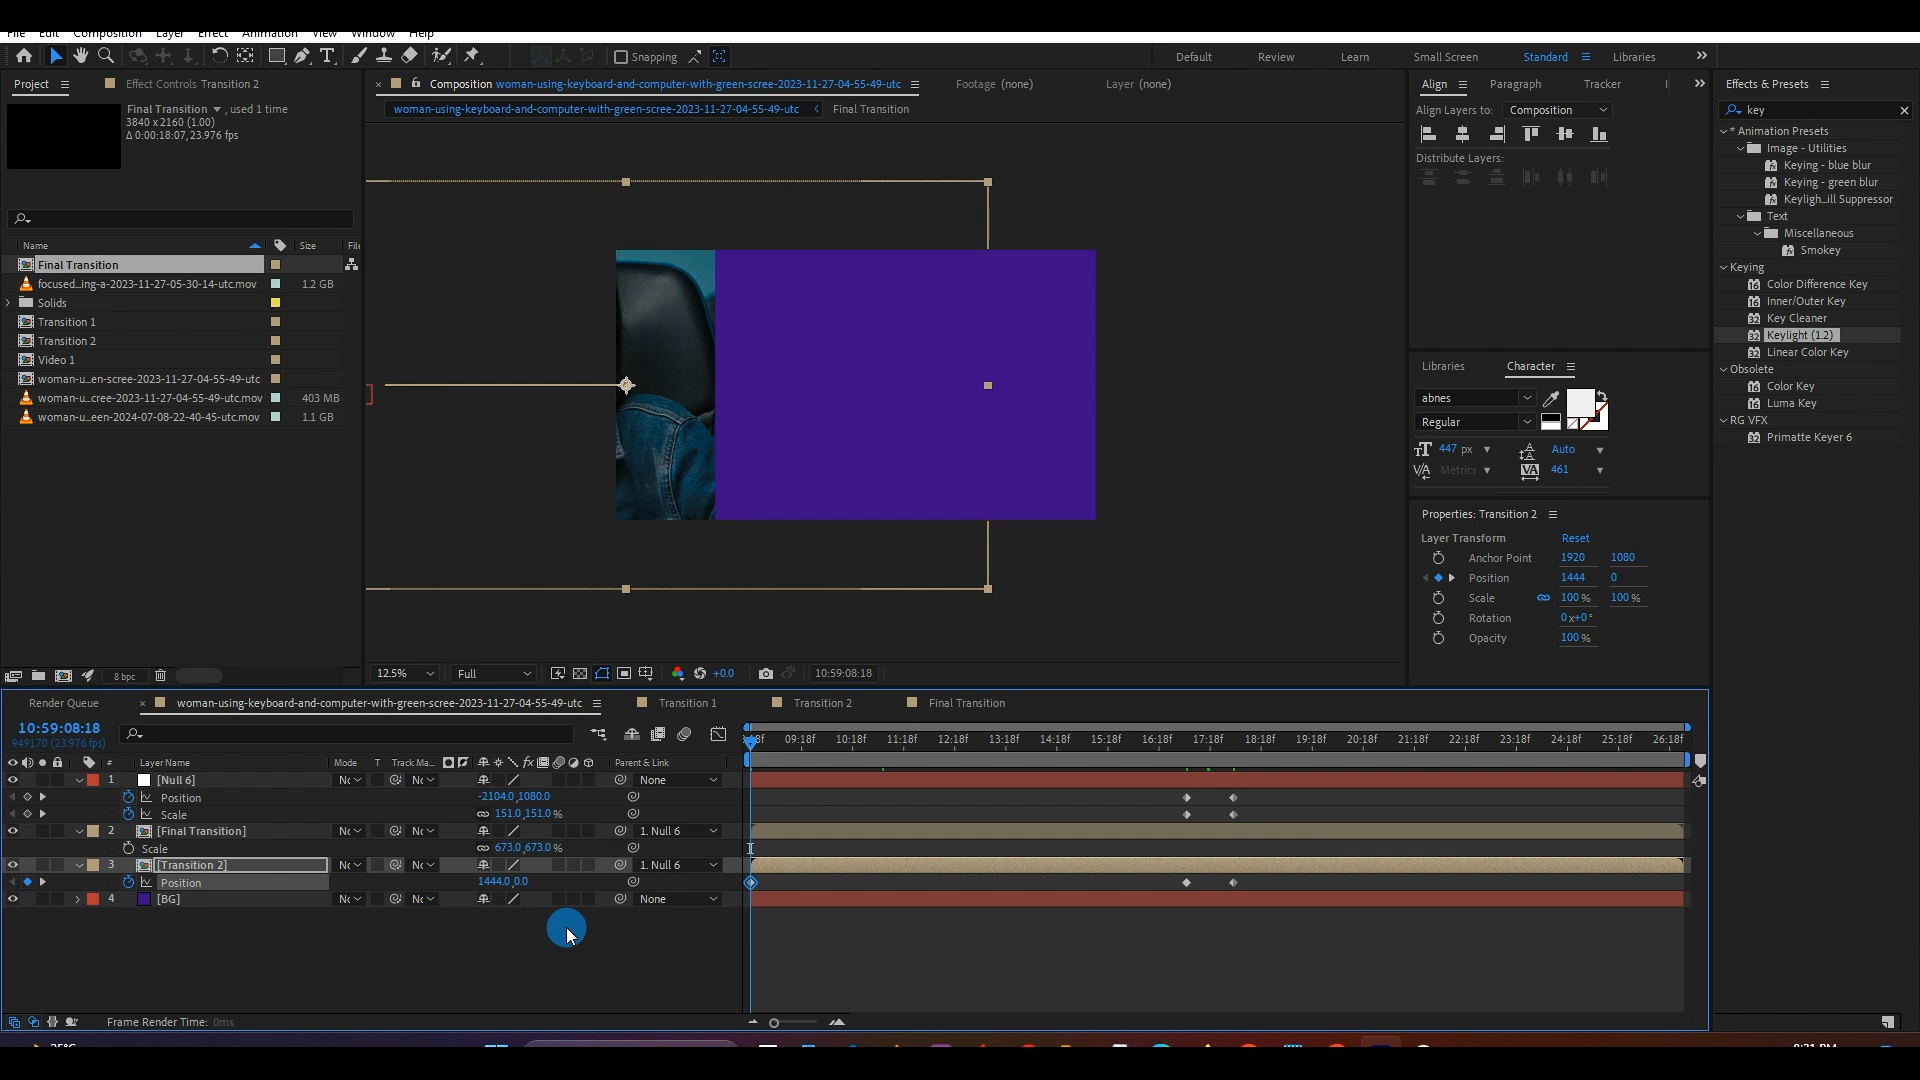 File Edit Composition Layer Effect Animation View Window Help
Snapping
Default Review Learn Small Screen Standard Libraries
Project Effect Controls Transition 2
Final Transition , used 1 time
3840 x 2160 (1.00)
Δ 0:00:18:07, 23.976 fps
Name Size File
Final Transition
focused...ing-a-2023-11-27-05-30-14-utc.mov 1.2 GB
Solids
Transition 1
Transition 2
Video 1
woman-u...en-scree-2023-11-27-04-55-49-utc
woman-u...cree-2023-11-27-04-55-49-utc.mov 403 MB
woman-u...een-2024-07-08-22-40-45-utc.mov 1.1 GB
8 bpc
Composition woman-using-keyboard-and-computer-with-green-scree-2023-11-27-04-55-49-utc
Footage (none) Layer (none)
woman-using-keyboard-and-computer-with-green-scree-2023-11-27-04-55-49-utc Final Transition
12.5% Full +0.0 10:59:08:18
Align Paragraph Tracker
Align Layers to: Composition
Distribute Layers:
Libraries Character
abnes
Regular
447 px Auto
Metrics 461
Properties: Transition 2
Layer Transform Reset
Anchor Point 1920 1080
Position 1444 0
Scale 100 % 100 %
Rotation 0x+0°
Opacity 100 %
Effects & Presets
key
* Animation Presets
Image - Utilities
Keying - blue blur
Keying - green blur
Keyligh...ill Suppressor
Text
Miscellaneous
Smokey
Keying
Color Difference Key
Inner/Outer Key
Key Cleaner
Keylight (1.2)
Linear Color Key
Obsolete
Color Key
Luma Key
RG VFX
Primatte Keyer 6
Render Queue woman-using-keyboard-and-computer-with-green-scree-2023-11-27-04-55-49-utc Transition 1 Transition 2 Final Transition
10:59:08:18
949170 (23.976 fps)
09:18f 10:18f 11:18f 12:18f 13:18f 14:18f 15:18f 16:18f 17:18f 18:18f 19:18f 20:18f 21:18f 22:18f 23:18f 24:18f 25:18f 26:18f
# Layer Name Mode T Track Ma... Parent & Link
1 [Null 6] None
Position -2104.0,1080.0
Scale 151.0,151.0 %
2 [Final Transition] 1. Null 6
Scale 673.0,673.0 %
3 [Transition 2] 1. Null 6
Position 1444.0,0.0
4 [BG] None
Frame Render Time: 0ms